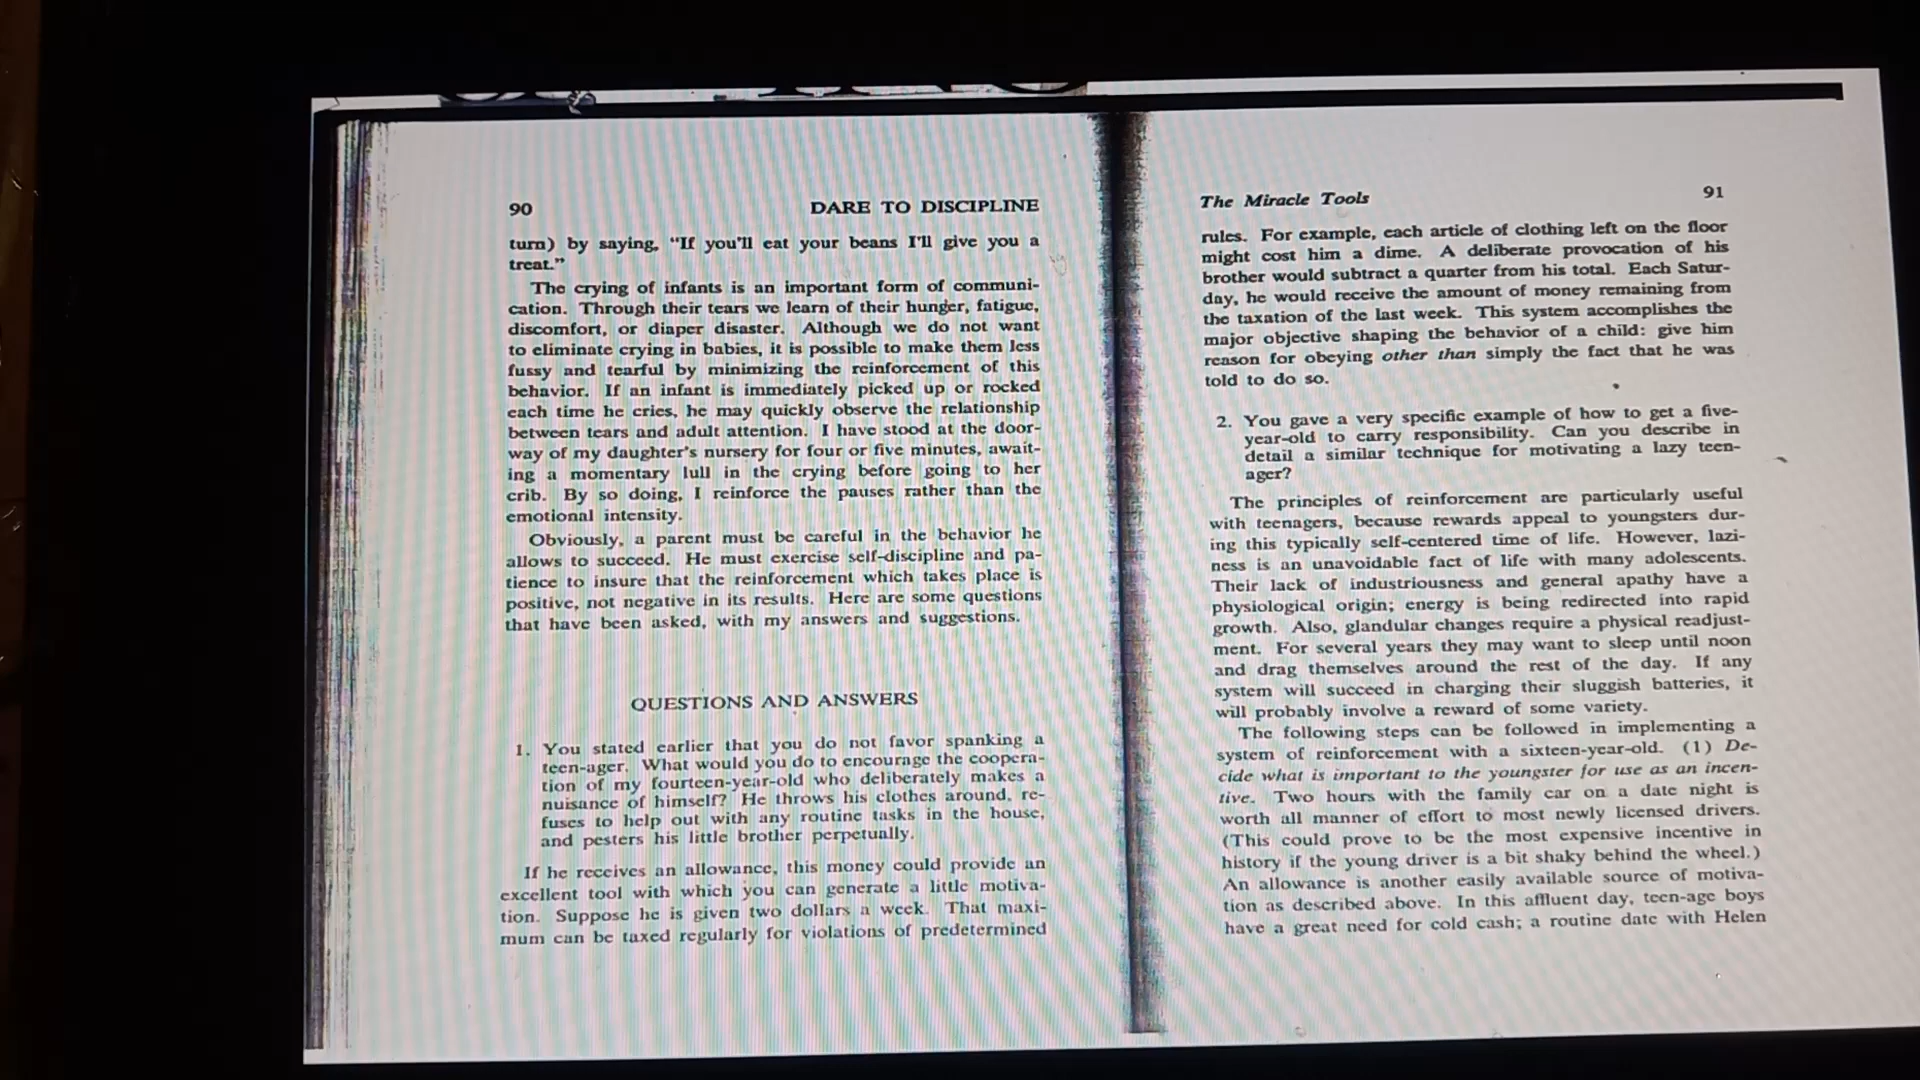 90 DARE TO DISCIPLINE
turn) by saying, "If you'll eat your beans I'll give you a
treat."
The crying of infants is an important form of communi-
cation. Through their tears we learn of their hunger, fatigue,
discomfort, or diaper disaster. Although we do not want
to eliminate crying in babies, it is possible to make them less
fussy and tearful by minimizing the reinforcement of this
behavior. If an infant is immediately picked up or rocked
each time he cries, he may quickly observe the relationship
between tears and adult attention. I have stood at the door-
way of my daughter's nursery for four or five minutes, await-
ing a momentary lull in the crying before going to her
crib. By so doing, I reinforce the pauses rather than the
emotional intensity.
Obviously, a parent must be careful in the behavior he
allows to succeed. He must exercise self-discipline and pa-
tience to insure that the reinforcement which takes place is
positive, not negative in its results. Here are some questions
that have been asked, with my answers and suggestions.
QUESTIONS AND ANSWERS
1. You stated earlier that you do not favor spanking a
teen-ager. What would you do to encourage the coopera-
tion of my fourteen-year-old who deliberately makes a
nuisance of himself? He throws his clothes around, re-
fuses to help out with any routine tasks in the house,
and pesters his little brother perpetually.
If he receives an allowance, this money could provide an
excellent tool with which you can generate a little motiva-
tion. Suppose he is given two dollars a week. That maxi-
mum can be taxed regularly for violations of predetermined
The Miracle Tools 91
rules. For example, each article of clothing left on the floor
might cost him a dime. A deliberate provocation of his
brother would subtract a quarter from his total. Each Satur-
day, he would receive the amount of money remaining from
the taxation of the last week. This system accomplishes the
major objective shaping the behavior of a child: give him
reason for obeying other than simply the fact that he was
told to do so.
2. You gave a very specific example of how to get a five-
year-old to carry responsibility. Can you describe in
detail a similar technique for motivating a lazy teen-
ager?
The principles of reinforcement are particularly useful
with teenagers, because rewards appeal to youngsters dur-
ing this typically self-centered time of life. However, lazi-
ness is an unavoidable fact of life with many adolescents.
Their lack of industriousness and general apathy have a
physiological origin; energy is being redirected into rapid
growth. Also, glandular changes require a physical readjust-
ment. For several years they may want to sleep until noon
and drag themselves around the rest of the day. If any
system will succeed in charging their sluggish batteries, it
will probably involve a reward of some variety.
The following steps can be followed in implementing a
system of reinforcement with a sixteen-year-old. (1) De-
cide what is important to the youngster for use as an incen-
tive. Two hours with the family car on a date night is
worth all manner of effort to most newly licensed drivers.
(This could prove to be the most expensive incentive in
history if the young driver is a bit shaky behind the wheel.)
An allowance is another easily available source of motiva-
tion as described above. In this affluent day, teen-age boys
have a great need for cold cash; a routine date with Helen